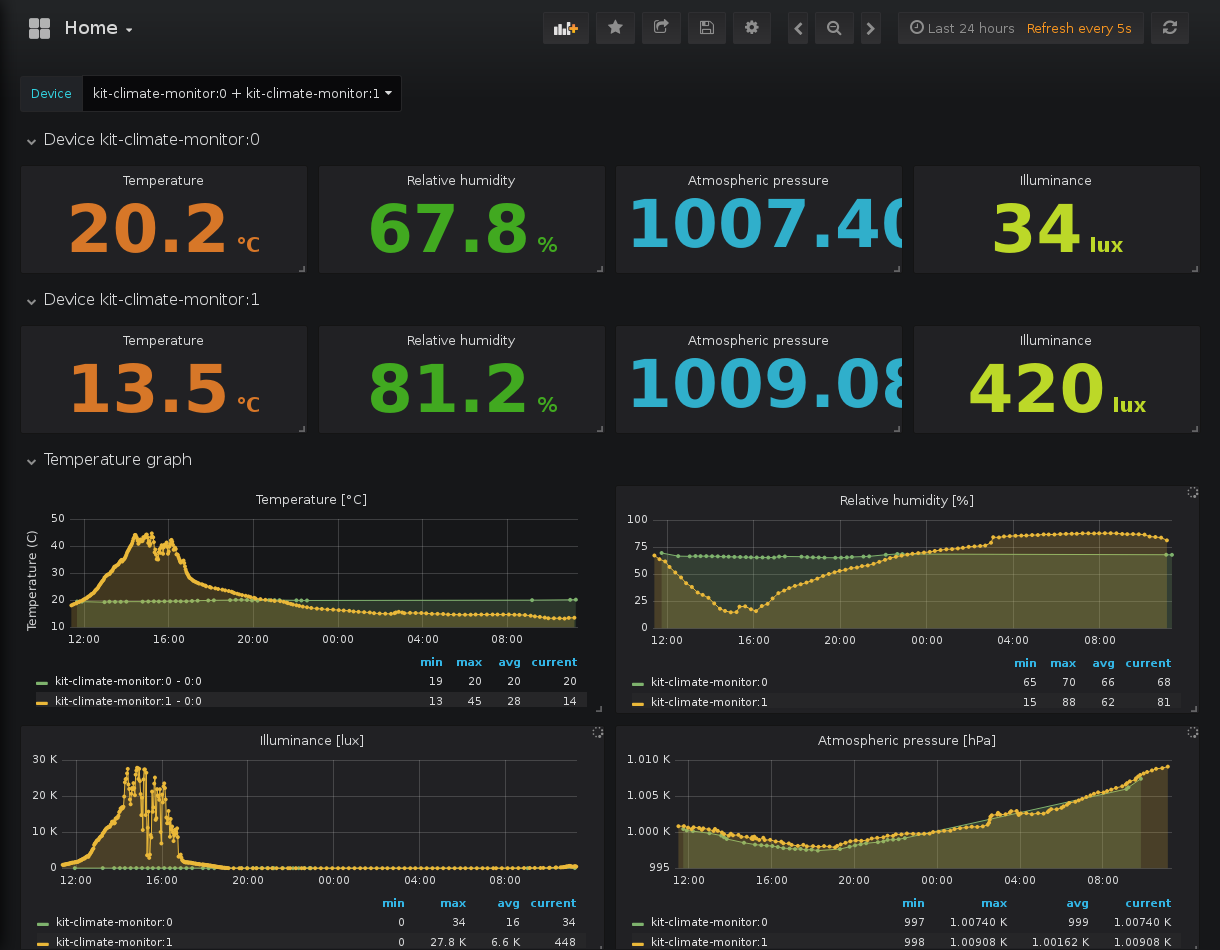 Home
Last 24 hours Refresh every 5s
Device kit-climate-monitor:0 + kit-climate-monitor:1
Device kit-climate-monitor:0
Temperature Relative humidity Atmospheric pressure Illuminance
20.2 °C 67.8 % 1007.40 34 lux
Device kit-climate-monitor:1
Temperature Relative humidity Atmospheric pressure Illuminance
13.5 °C 81.2 % 1009.08 420 lux
Temperature graph
Temperature [°C]
Temperature (C)
50
40
30
20
10
12:00 16:00 20:00 00:00 04:00 08:00
min max avg current
kit-climate-monitor:0 - 0:0 19 20 20 20
kit-climate-monitor:1 - 0:0 13 45 28 14
Relative humidity [%]
100
75
50
25
0
12:00 16:00 20:00 00:00 04:00 08:00
min max avg current
kit-climate-monitor:0 65 70 66 68
kit-climate-monitor:1 15 88 62 81
Illuminance [lux]
30 K
20 K
10 K
0
12:00 16:00 20:00 00:00 04:00 08:00
min max avg current
kit-climate-monitor:0 0 34 16 34
kit-climate-monitor:1 0 27.8 K 6.6 K 448
Atmospheric pressure [hPa]
1.010 K
1.005 K
1.000 K
995
12:00 16:00 20:00 00:00 04:00 08:00
min max avg current
kit-climate-monitor:0 997 1.00740 K 999 1.00740 K
kit-climate-monitor:1 998 1.00908 K 1.00162 K 1.00908 K